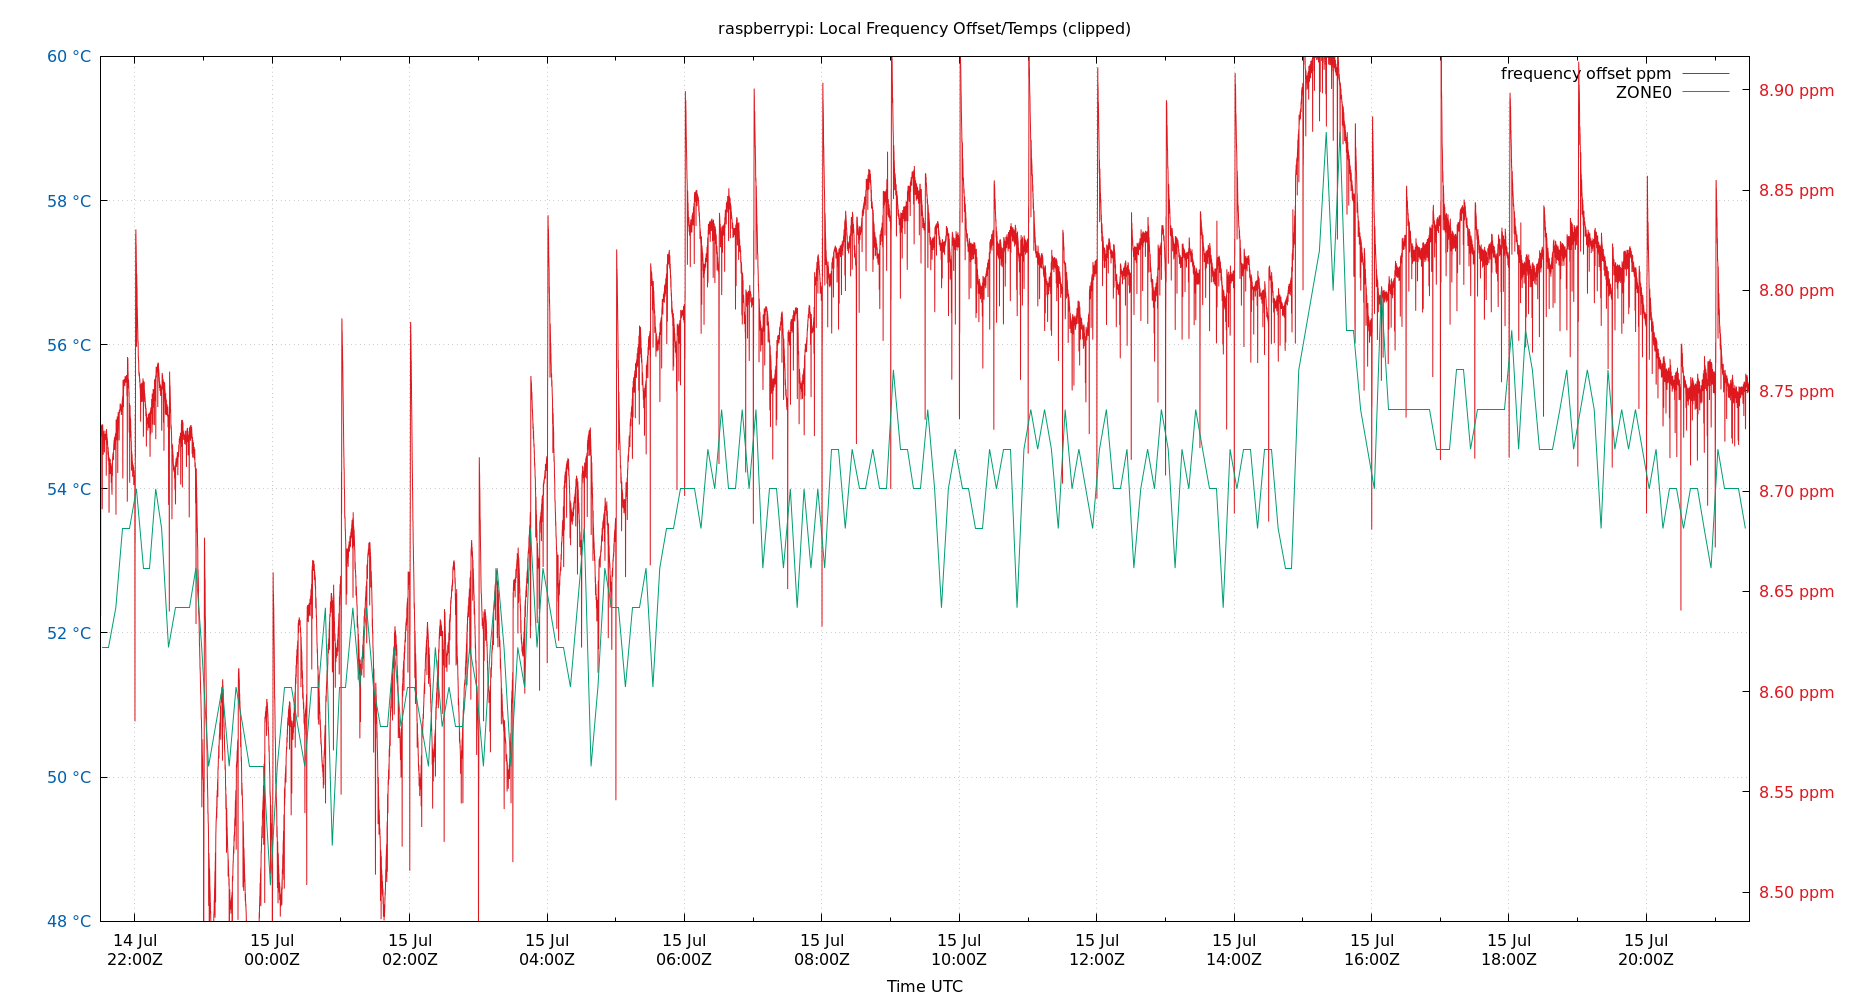 raspberrypi: Local Frequency Offset/Temps (clipped)
60 °C
58 °C
56 °C
54 °C
52 °C
50 °C
48 °C
frequency offset ppm
ZONE0
8.90 ppm
8.85 ppm
8.80 ppm
8.75 ppm
8.70 ppm
8.65 ppm
8.60 ppm
8.55 ppm
8.50 ppm
14 Jul
22:00Z
15 Jul
00:00Z
15 Jul
02:00Z
15 Jul
04:00Z
15 Jul
06:00Z
15 Jul
08:00Z
15 Jul
10:00Z
15 Jul
12:00Z
15 Jul
14:00Z
15 Jul
16:00Z
15 Jul
18:00Z
15 Jul
20:00Z
Time UTC